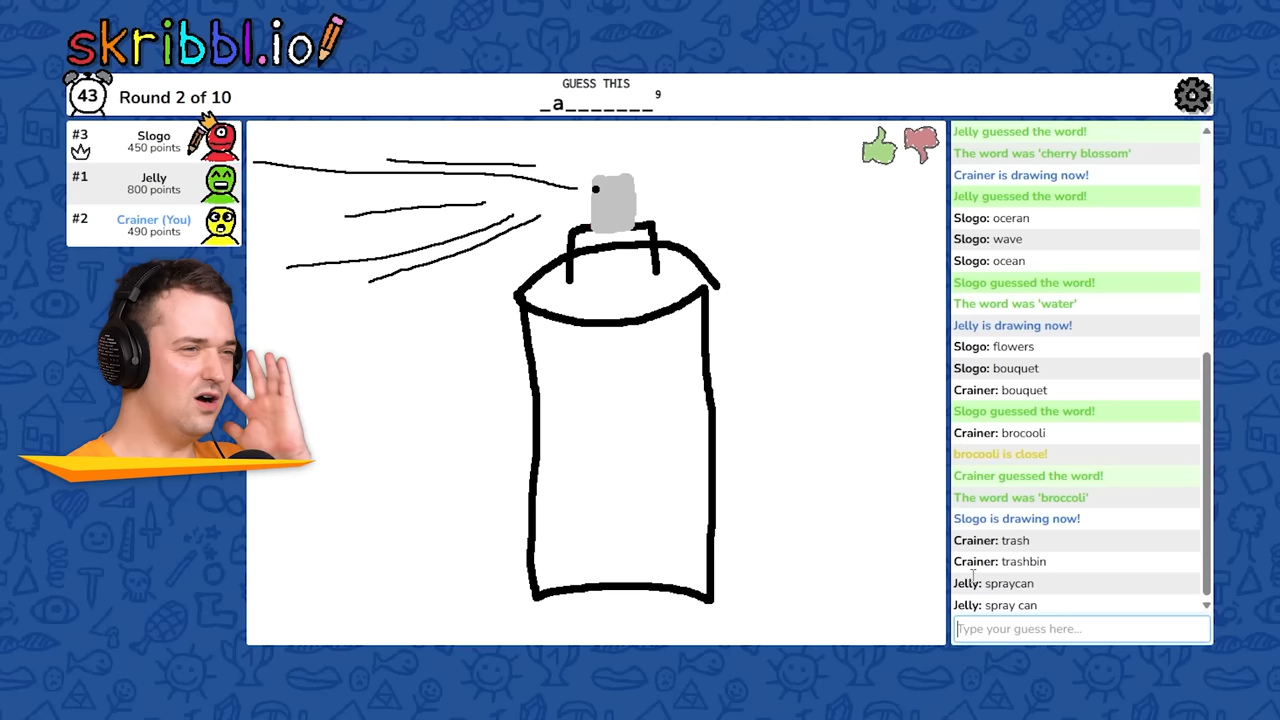 skribbl.io
43
Round 2 of 10
GUESS THIS
_a_______ 9
#3
Slogo
450 points
#1
Jelly
800 points
#2
Crainer (You)
490 points
Jelly guessed the word!
The word was 'cherry blossom'
Crainer is drawing now!
Jelly guessed the word!
Slogo: oceran
Slogo: wave
Slogo: ocean
Slogo guessed the word!
The word was 'water'
Jelly is drawing now!
Slogo: flowers
Slogo: bouquet
Crainer: bouquet
Slogo guessed the word!
Crainer: brocooli
brocooli is close!
Crainer guessed the word!
The word was 'broccoli'
Slogo is drawing now!
Crainer: trash
Crainer: trashbin
Jelly: spraycan
Jelly: spray can
Type your guess here...